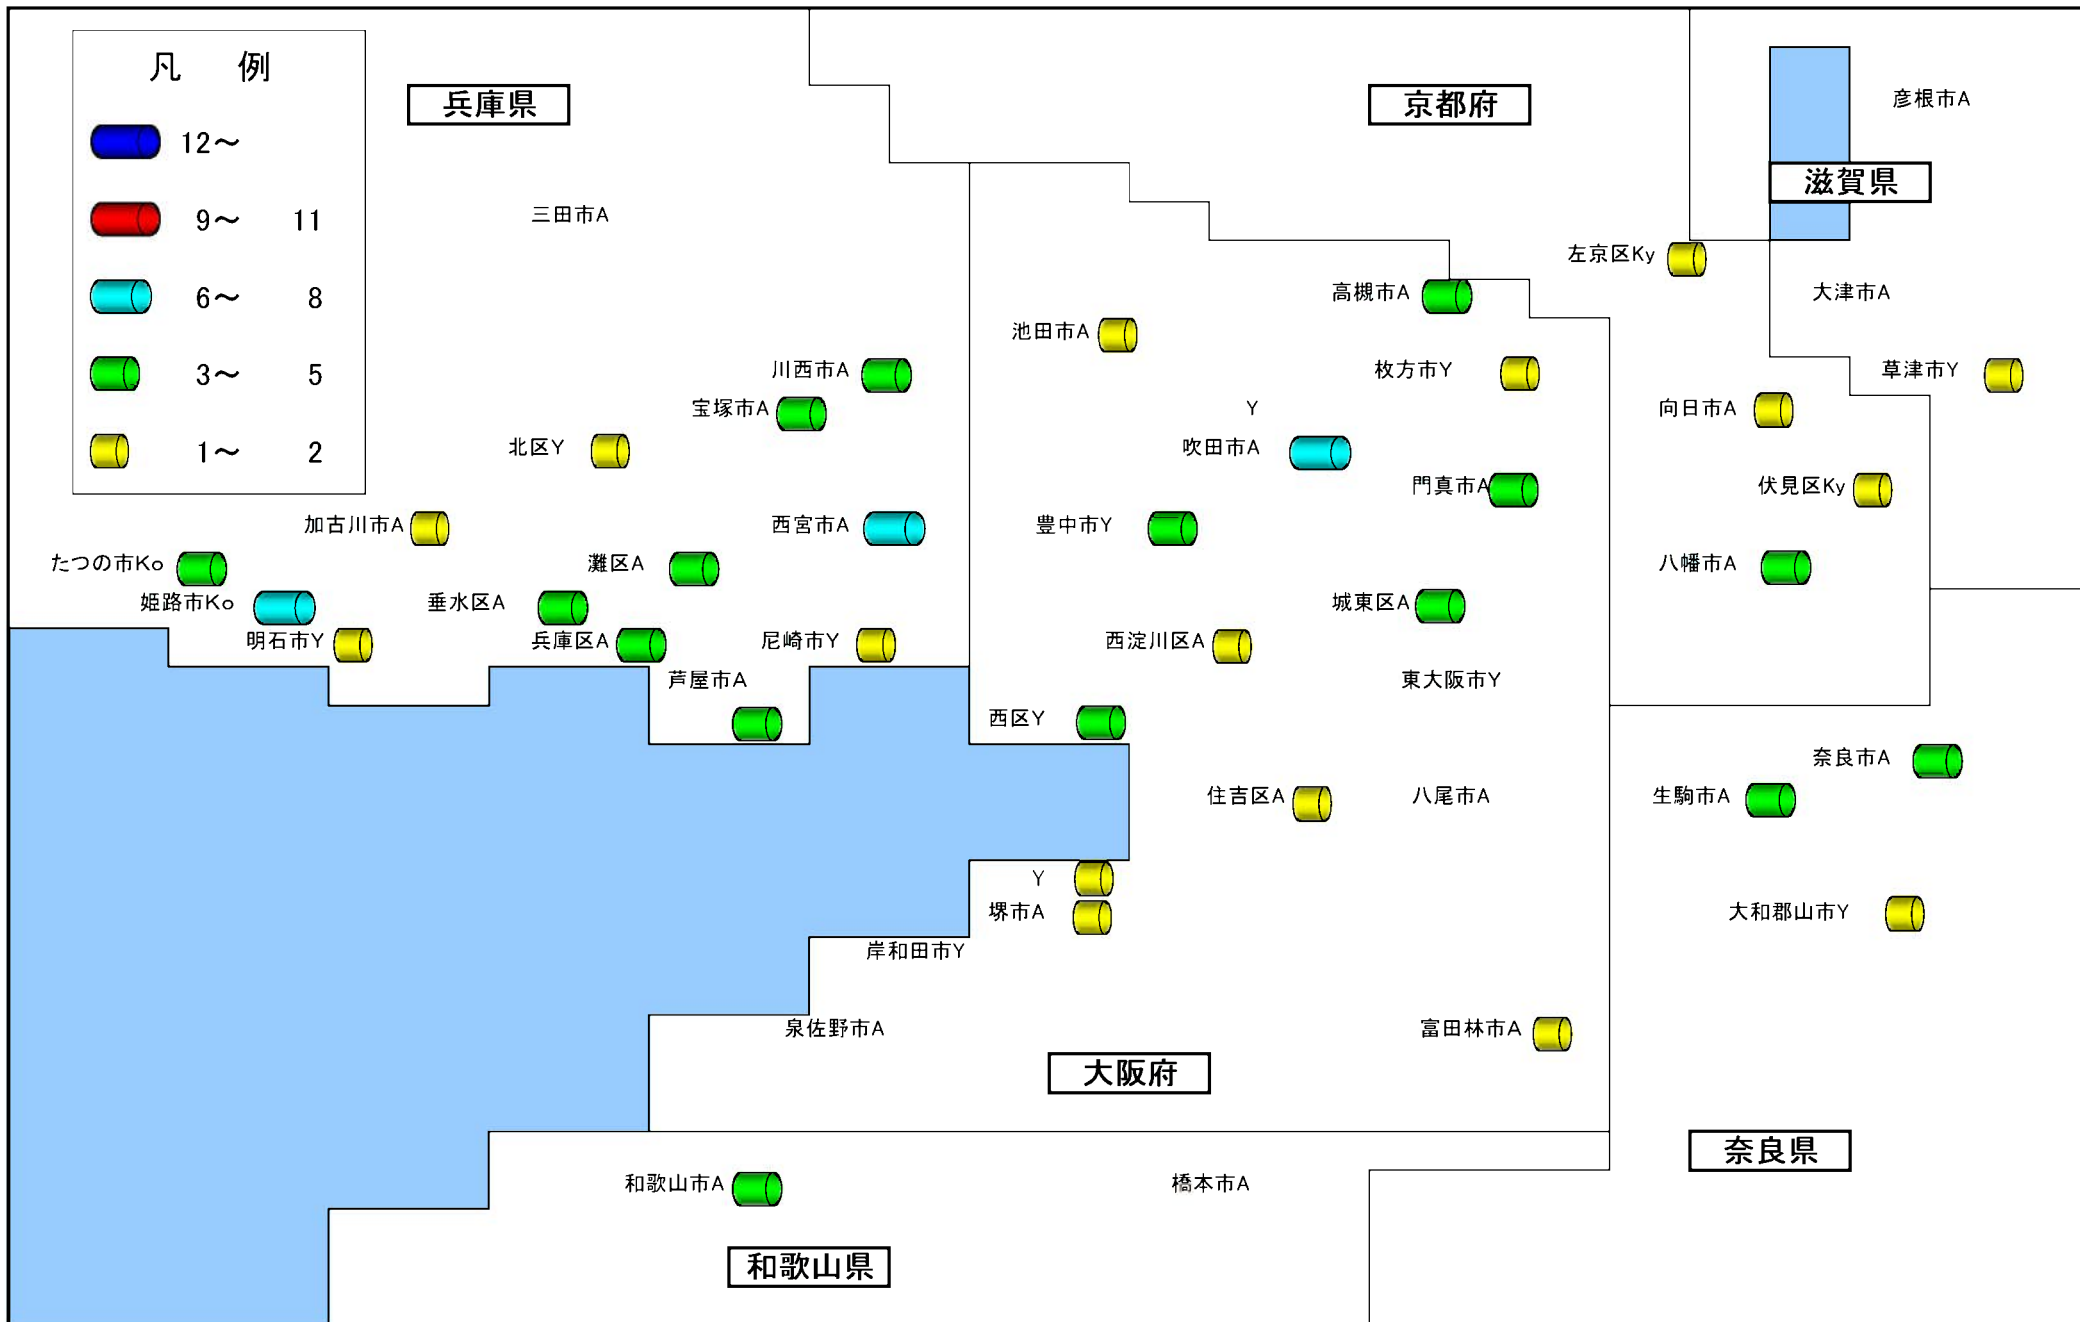 凡 例
12～
9～ 11
6～ 8
3～ 5
1～ 2
兵庫県
京都府
滋賀県
彦根市A
三田市A
左京区Ky
大津市A
高槻市A
池田市A
川西市A
枚方市Y
草津市Y
宝塚市A
Y
向日市A
北区Y
吹田市A
門真市A
伏見区Ky
加古川市A
西宮市A
豊中市Y
たつの市Ko
灘区A
八幡市A
姫路市Ko
垂水区A
城東区A
明石市Y
兵庫区A
尼崎市Y
西淀川区A
芦屋市A
東大阪市Y
西区Y
奈良市A
住吉区A
八尾市A
生駒市A
Y
堺市A
大和郡山市Y
岸和田市Y
泉佐野市A
富田林市A
大阪府
奈良県
和歌山市A
橋本市A
和歌山県